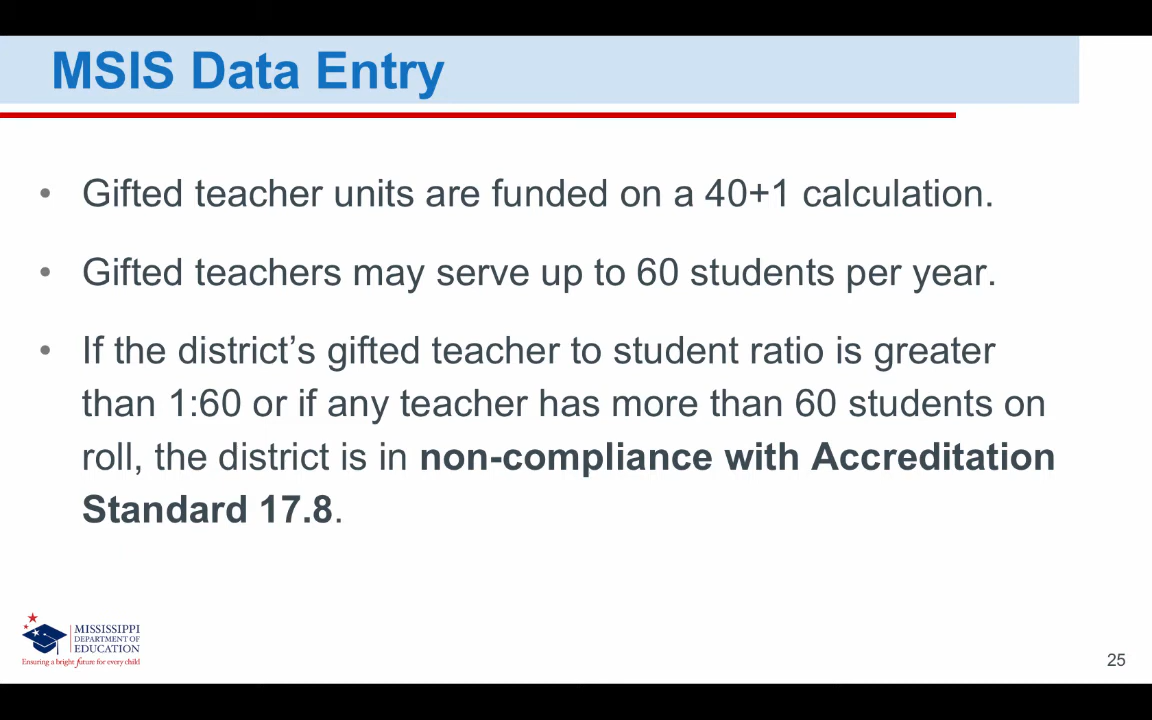 MSIS Data Entry
• Gifted teacher units are funded on a 40+1 calculation.
• Gifted teachers may serve up to 60 students per year.
• If the district’s gifted teacher to student ratio is greater
than 1:60 or if any teacher has more than 60 students on
roll, the district is in non-compliance with Accreditation
Standard 17.8.
MISSISSIPPI
DEPARTMENT OF
EDUCATION
Ensuring a bright future for every child
25